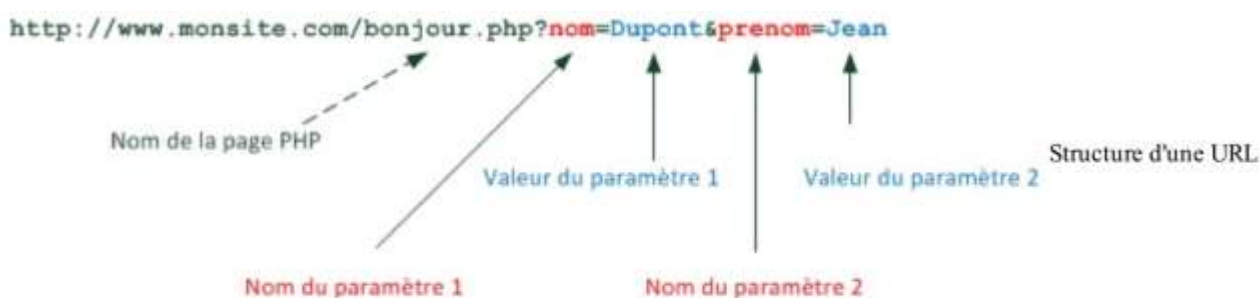 http://www.monsite.com/bonjour.php?nom=Dupont&prenom=Jean
Nom de la page PHP
Structure d'une URL
Valeur du paramètre 1
Valeur du paramètre 2
Nom du paramètre 1
Nom du paramètre 2